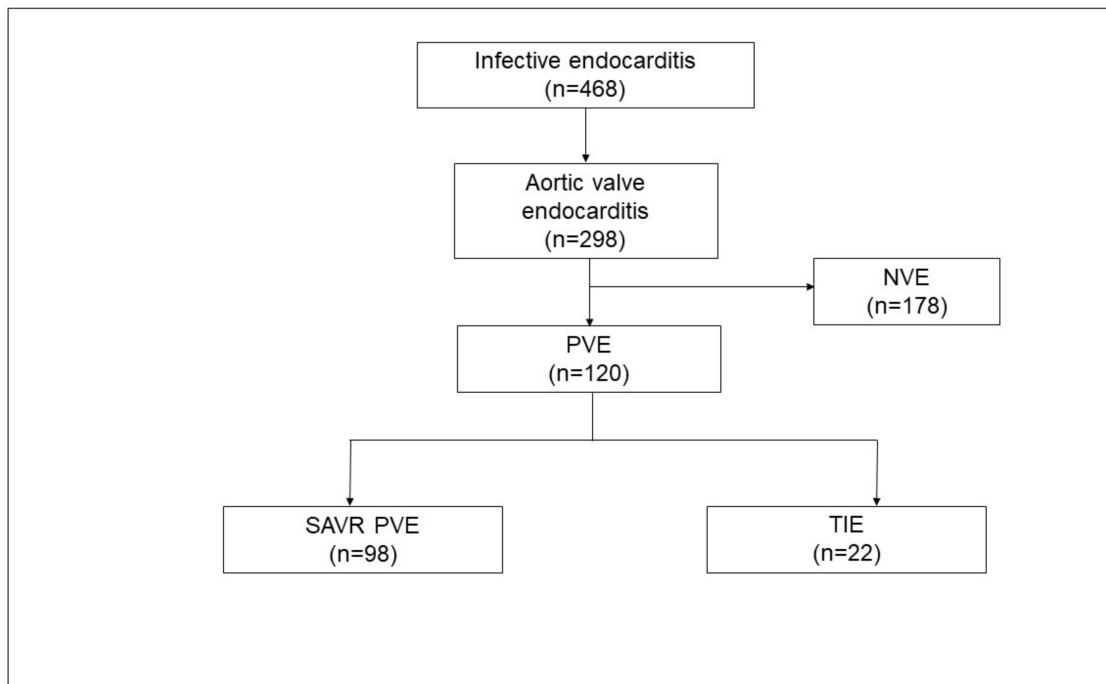 Infective endocarditis
(n=468)
Aortic valve
endocarditis
(n=298)
NVE
(n=178)
PVE
(n=120)
SAVR PVE
(n=98)
TIE
(n=22)